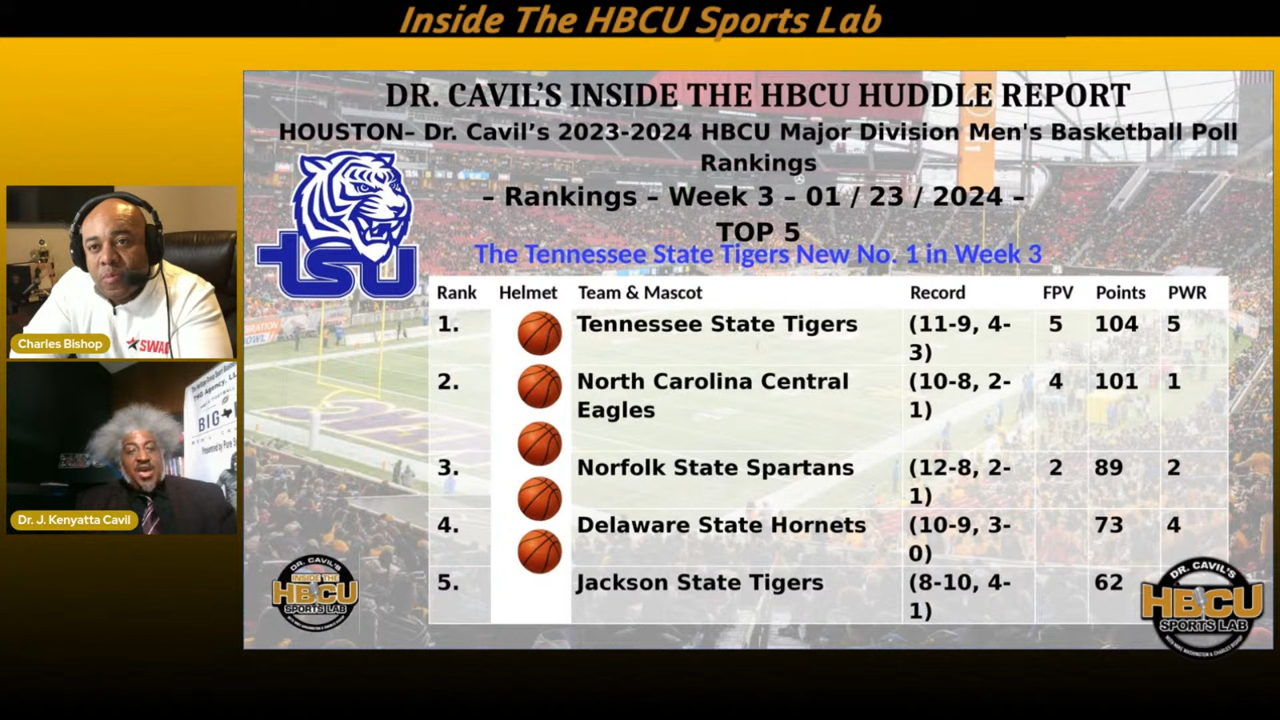 Inside The HBCU Sports Lab
DR. CAVIL'S INSIDE THE HBCU HUDDLE REPORT
HOUSTON– Dr. Cavil's 2023-2024 HBCU Major Division Men's Basketball Poll
Rankings
– Rankings – Week 3 – 01 / 23 / 2024 –
TOP 5
The Tennessee State Tigers New No. 1 in Week 3
tsu
Rank Helmet Team & Mascot Record FPV Points PWR
1. Tennessee State Tigers (11-9, 4- 5 104 5
3)
2. North Carolina Central (10-8, 2- 4 101 1
Eagles 1)
3. Norfolk State Spartans (12-8, 2- 2 89 2
1)
4. Delaware State Hornets (10-9, 3- 73 4
0)
5. Jackson State Tigers (8-10, 4- 62
1)
Charles Bishop
SWA
BIG
Dr. J. Kenyatta Cavil
DR. CAVIL'S
INSIDE THE
HBCU
SPORTS LAB
DR. CAVIL'S
HBCU
SPORTS LAB